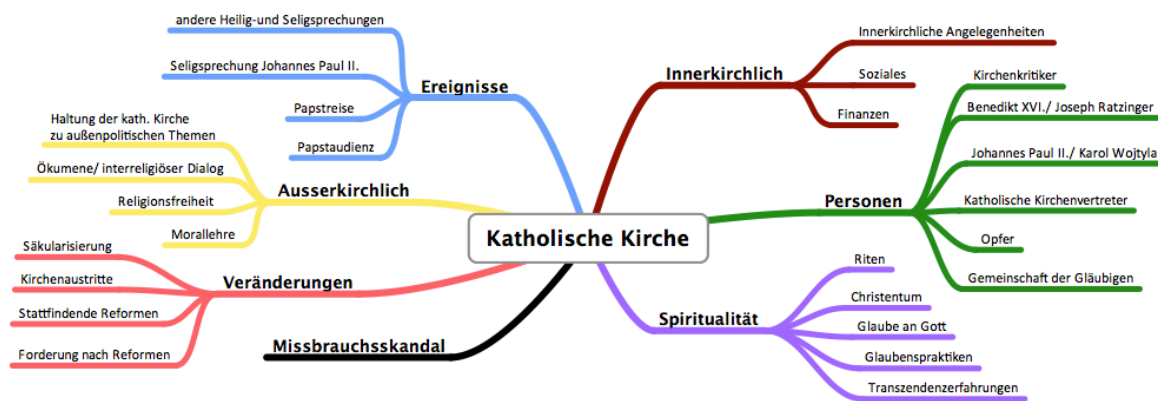 andere Heilig-und Seligsprechungen
Seligsprechung Johannes Paul II.
Papstreise
Papstaudienz
Ereignisse
Haltung der kath. Kirche
zu außenpolitischen Themen
Ökumene/ interreligiöser Dialog
Religionsfreiheit
Morallehre
Ausserkirchlich
Säkularisierung
Kirchenaustritte
Stattfindende Reformen
Forderung nach Reformen
Veränderungen
Missbrauchsskandal
Katholische Kirche
Innerkirchlich
Innerkirchliche Angelegenheiten
Soziales
Finanzen
Personen
Kirchenkritiker
Benedikt XVI./ Joseph Ratzinger
Johannes Paul II./ Karol Wojtyla
Katholische Kirchenvertreter
Opfer
Gemeinschaft der Gläubigen
Spiritualität
Riten
Christentum
Glaube an Gott
Glaubenspraktiken
Transzendenzerfahrungen